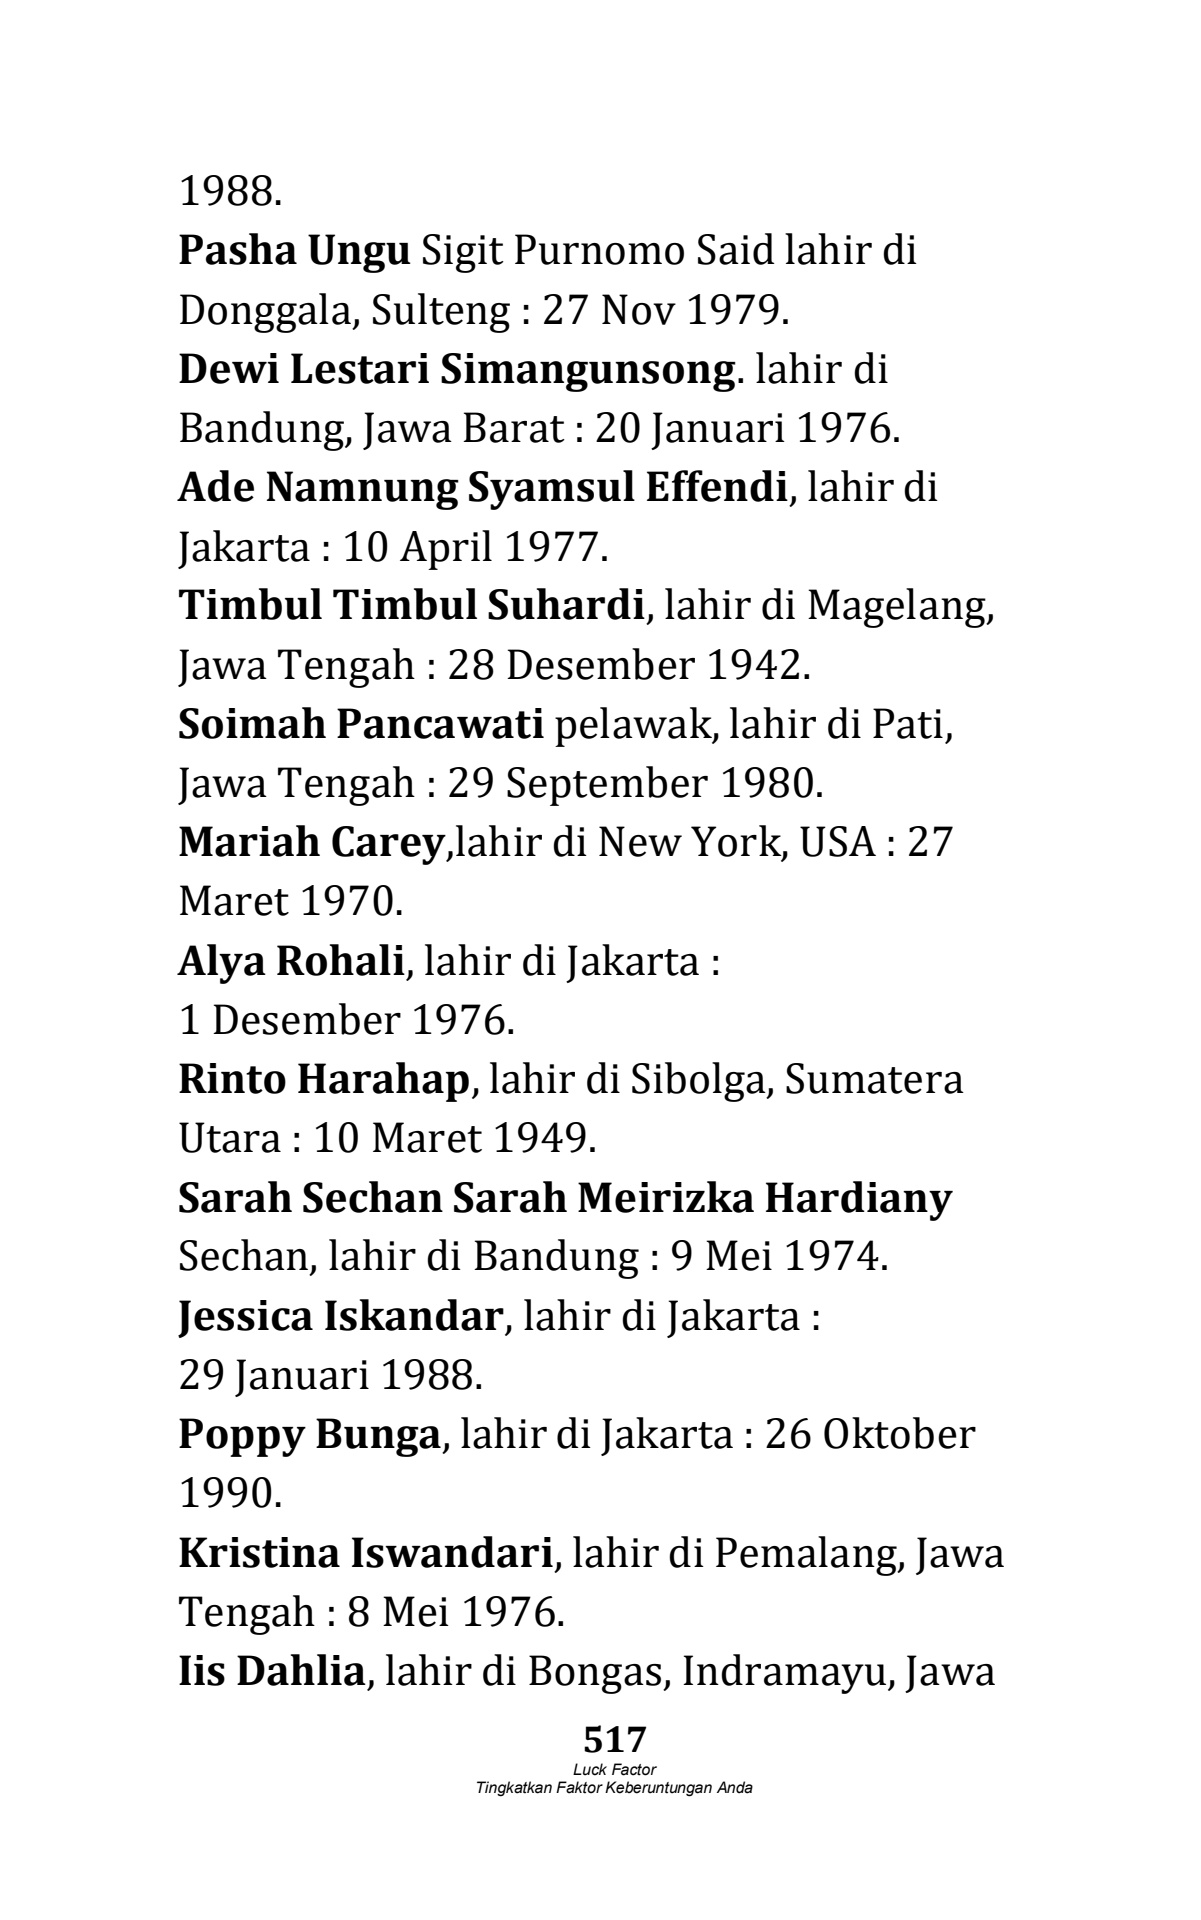 1988.
Pasha Ungu Sigit Purnomo Said lahir di
Donggala, Sulteng : 27 Nov 1979.
Dewi Lestari Simangunsong. lahir di
Bandung, Jawa Barat : 20 Januari 1976.
Ade Namnung Syamsul Effendi, lahir di
Jakarta : 10 April 1977.
Timbul Timbul Suhardi, lahir di Magelang,
Jawa Tengah : 28 Desember 1942.
Soimah Pancawati pelawak, lahir di Pati,
Jawa Tengah : 29 September 1980.
Mariah Carey,lahir di New York, USA : 27
Maret 1970.
Alya Rohali, lahir di Jakarta :
1 Desember 1976.
Rinto Harahap, lahir di Sibolga, Sumatera
Utara : 10 Maret 1949.
Sarah Sechan Sarah Meirizka Hardiany
Sechan, lahir di Bandung : 9 Mei 1974.
Jessica Iskandar, lahir di Jakarta :
29 Januari 1988.
Poppy Bunga, lahir di Jakarta : 26 Oktober
1990.
Kristina Iswandari, lahir di Pemalang, Jawa
Tengah : 8 Mei 1976.
Iis Dahlia, lahir di Bongas, Indramayu, Jawa
517
Luck Factor
Tingkatkan Faktor Keberuntungan Anda